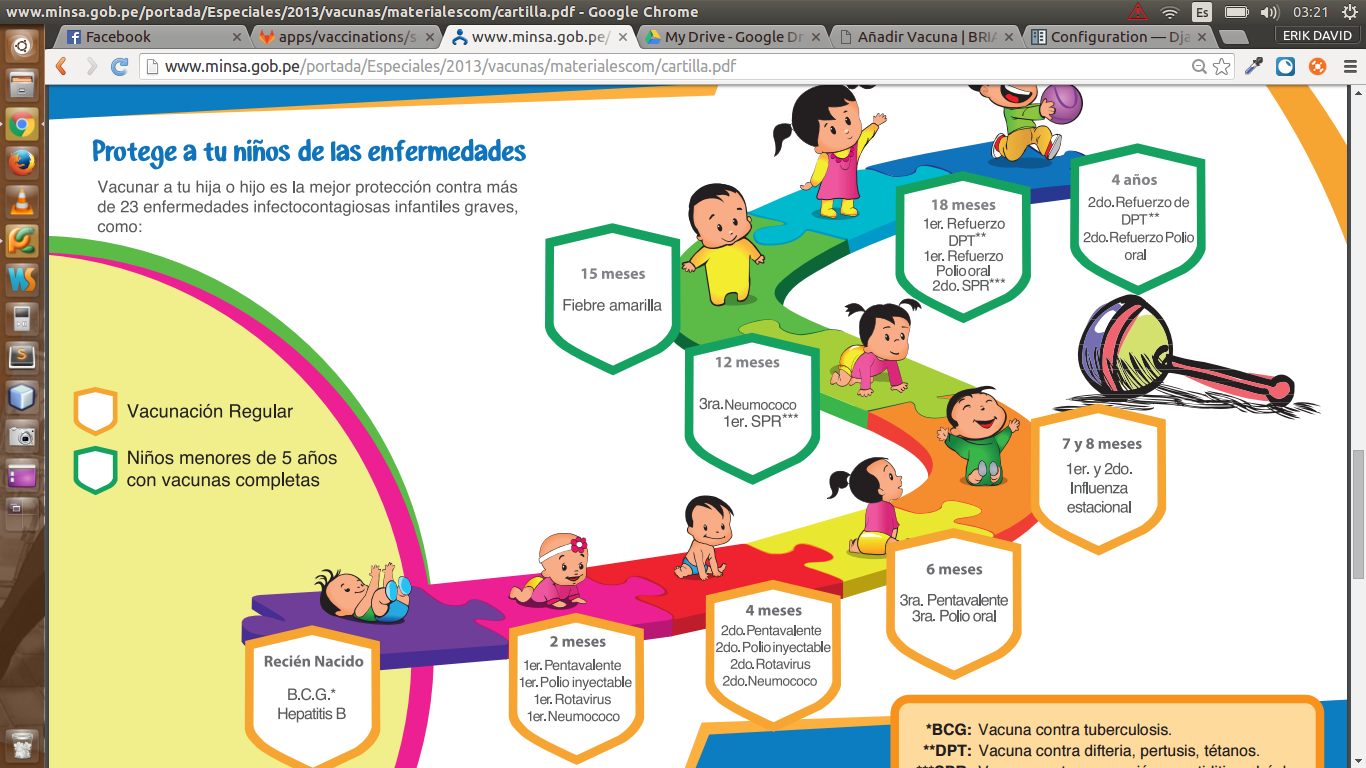 www.minsa.gob.pe/portada/Especiales/2013/vacunas/materialescom/cartilla.pdf - Google Chrome
Es
03:21
Facebook
apps/vaccinations/s
www.minsa.gob.pe/
My Drive - Google Dr
Añadir Vacuna | BRIA
Configuration — Dja
ERIK DAVID
www.minsa.gob.pe/portada/Especiales/2013/vacunas/materialescom/cartilla.pdf
Protege a tu niños de las enfermedades
Vacunar a tu hija o hijo es la mejor protección contra más
de 23 enfermedades infectocontagiosas infantiles graves,
como:
Vacunación Regular
Niños menores de 5 años
con vacunas completas
Recién Nacido
B.C.G.*
Hepatitis B
2 meses
1er. Pentavalente
1er. Polio inyectable
1er. Rotavirus
1er. Neumococo
4 meses
2do. Pentavalente
2do. Polio inyectable
2do. Rotavirus
2do. Neumococo
6 meses
3ra. Pentavalente
3ra. Polio oral
7 y 8 meses
1er. y 2do.
Influenza
estacional
12 meses
3ra. Neumococo
1er. SPR***
15 meses
Fiebre amarilla
18 meses
1er. Refuerzo
DPT**
1er. Refuerzo
Polio oral
2do. SPR***
4 años
2do. Refuerzo de
DPT**
2do. Refuerzo Polio
oral
*BCG: Vacuna contra tuberculosis.
**DPT: Vacuna contra difteria, pertusis, tétanos.